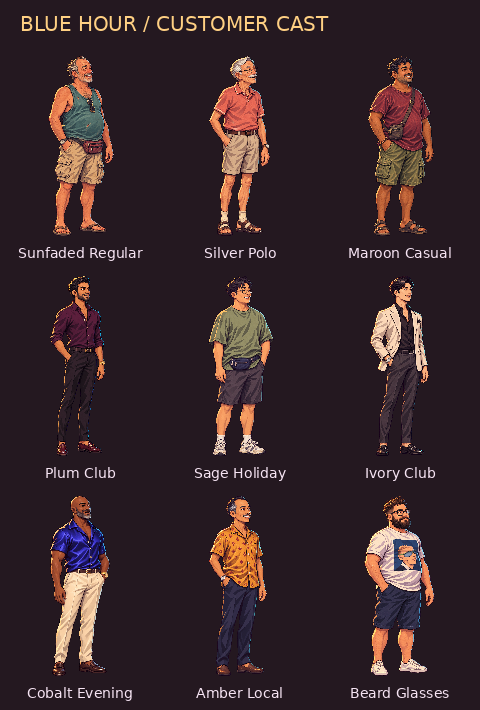 BLUE HOUR / CUSTOMER CAST
Sunfaded Regular
Silver Polo
Maroon Casual
Plum Club
Sage Holiday
Ivory Club
Cobalt Evening
Amber Local
Beard Glasses